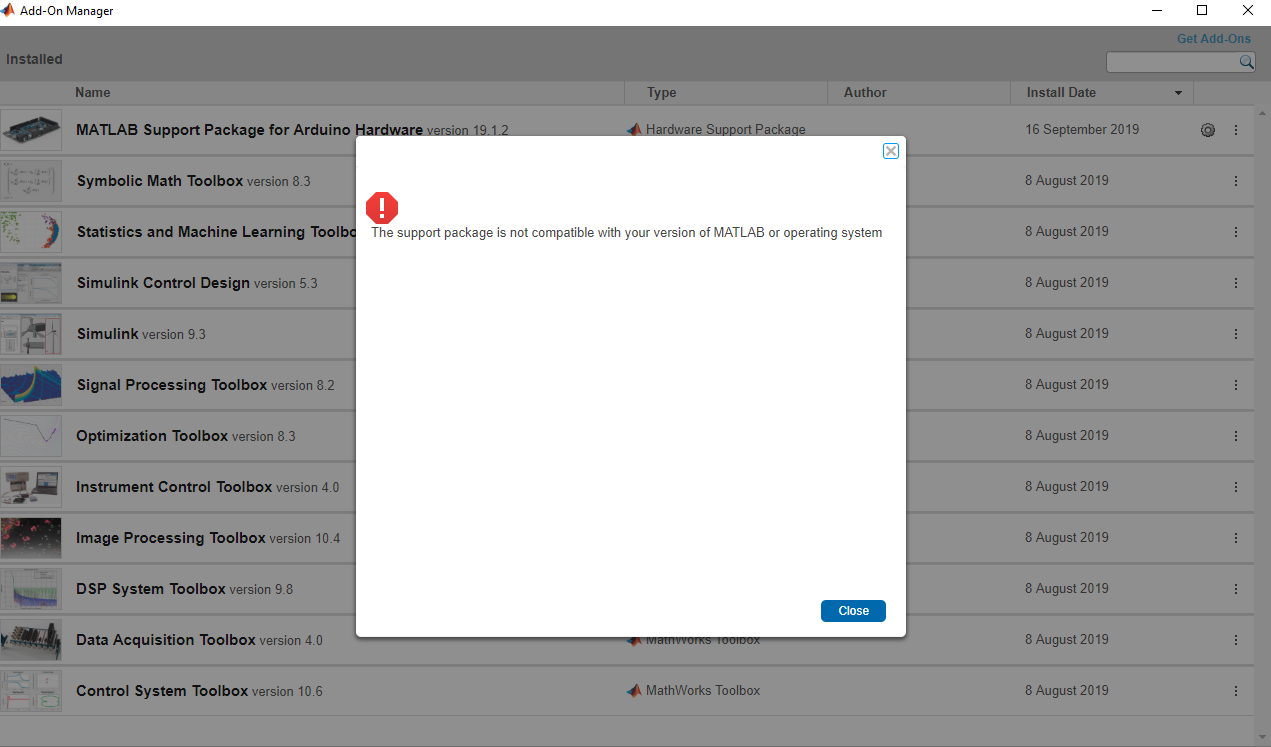 Add-On Manager
Get Add-Ons
Installed
Name Type Author Install Date
MATLAB Support Package for Arduino Hardware version 19.1.2 Hardware Support Package 16 September 2019
Symbolic Math Toolbox version 8.3 8 August 2019
Statistics and Machine Learning Toolbo 8 August 2019
The support package is not compatible with your version of MATLAB or operating system
Simulink Control Design version 5.3 8 August 2019
Simulink version 9.3 8 August 2019
Signal Processing Toolbox version 8.2 8 August 2019
Optimization Toolbox version 8.3 8 August 2019
Instrument Control Toolbox version 4.0 8 August 2019
Image Processing Toolbox version 10.4 8 August 2019
DSP System Toolbox version 9.8 8 August 2019
Close
Data Acquisition Toolbox version 4.0 MathWorks Toolbox 8 August 2019
Control System Toolbox version 10.6 MathWorks Toolbox 8 August 2019